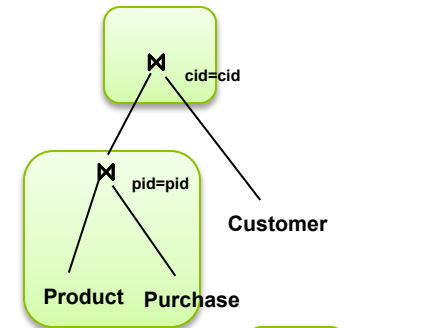 ⋈
cid=cid
⋈
pid=pid
Customer
Product
Purchase